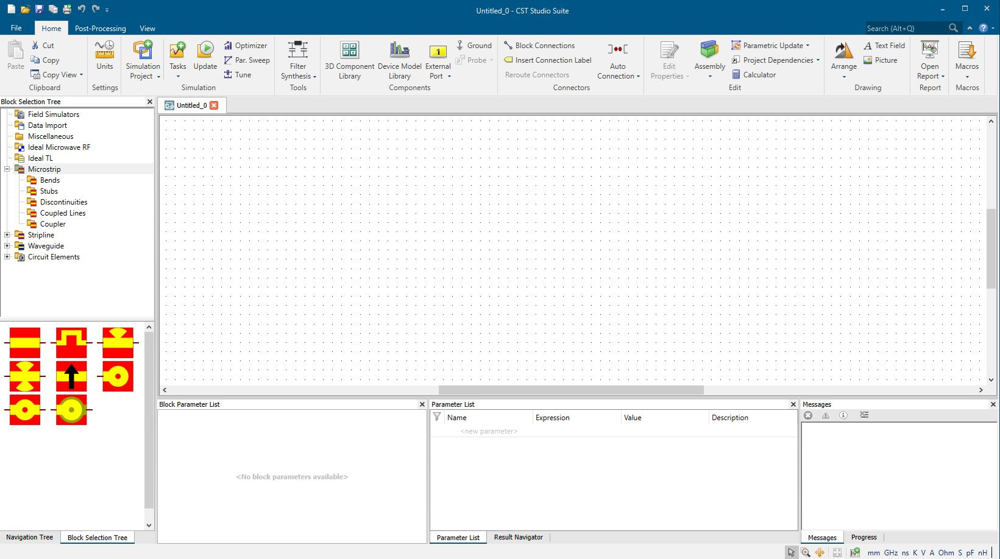 Untitled_0 - CST Studio Suite
File Home Post-Processing View Search (Alt+Q)
Paste Cut Copy Copy View
Clipboard
Units
Settings
Simulation Project Tasks Update Optimizer Par. Sweep Tune
Simulation
Filter Synthesis
Tools
3D Component Library Device Model Library 1 External Port Ground Probe
Components
Block Connections Insert Connection Label Reroute Connectors Auto Connection
Connectors
Edit Properties Assembly Parametric Update Project Dependencies Calculator
Edit
Arrange A Text Field Picture
Drawing
Open Report
Report
Macros
Macros
Block Selection Tree
Untitled_0
Field Simulators
Data Import
Miscellaneous
Ideal Microwave RF
Ideal TL
Microstrip
Bends
Stubs
Discontinuities
Coupled Lines
Coupler
Stripline
Waveguide
Circuit Elements
Navigation Tree Block Selection Tree
Block Parameter List
<No block parameters available>
Parameter List
Name Expression Value Description
<new parameter>
Parameter List Result Navigator
Messages
Messages Progress
mm GHz ns K V A Ohm S pF nH